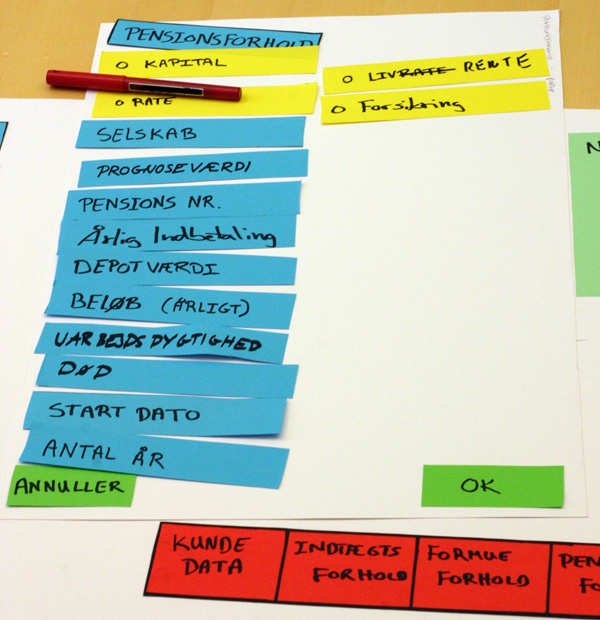 PENSIONSFORHOLD
O KAPITAL
O LIVRATE RENTE
O RATE
O Forsikring
SELSKAB
PROGNOSEVÆRDI
PENSIONS NR.
Årlig Indbetaling
DEPOTVÆRDI
BELØB (ÅRLIGT)
UARBEJDSDYGTIGHED
DØD
START DATO
ANTAL ÅR
ANNULLER
OK
KUNDE DATA
INDTÆGTS FORHOLD
FORMUE FORHOLD
PEN
FO
N